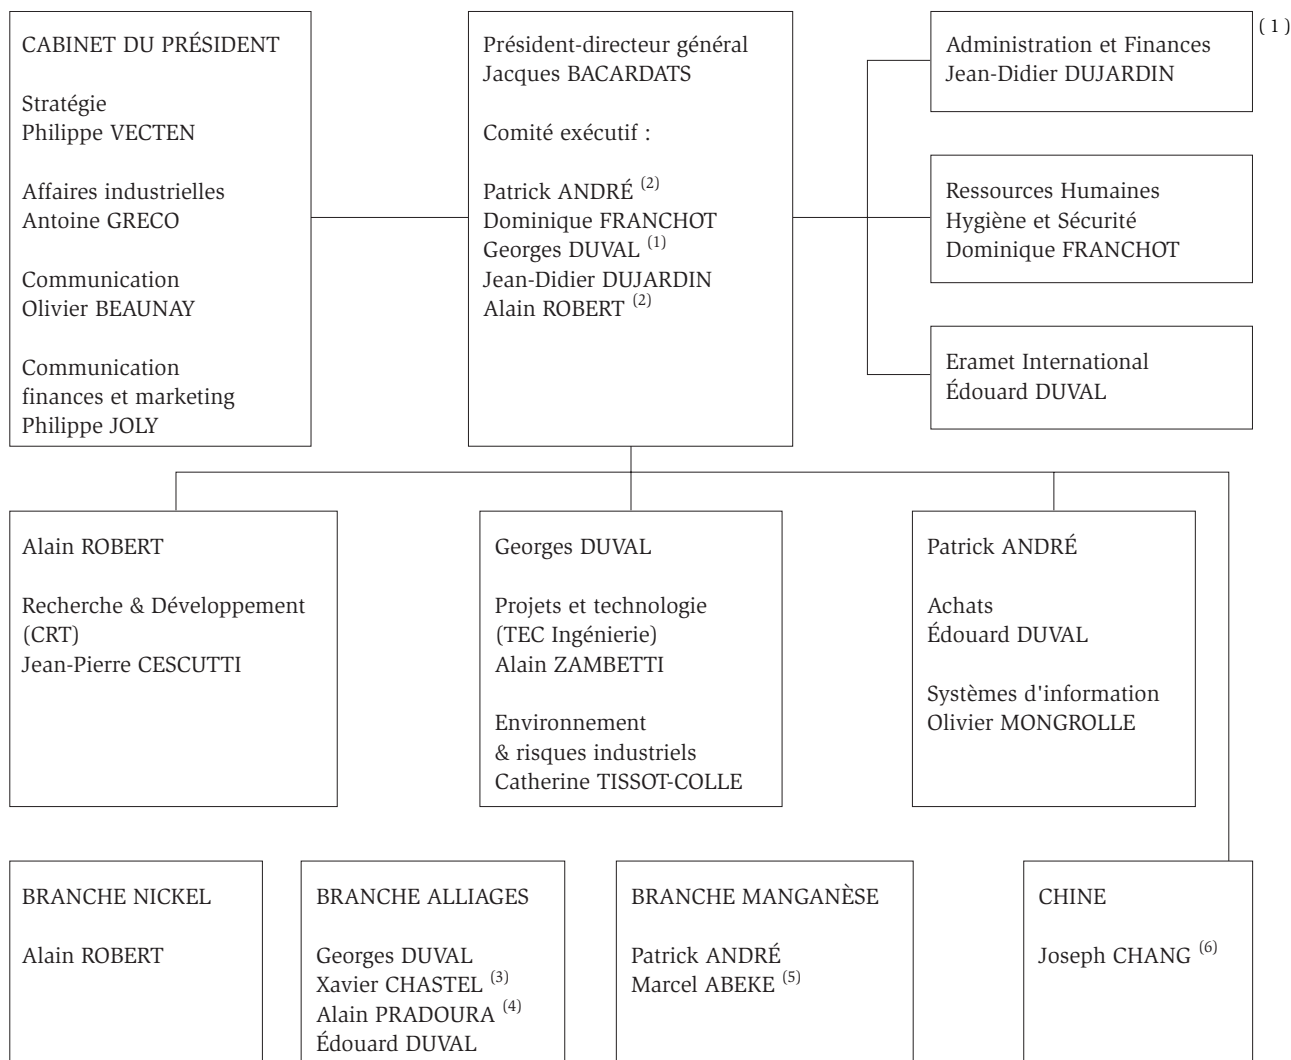 CABINET DU PRÉSIDENT
Stratégie
Philippe VECTEN
Affaires industrielles
Antoine GRECO
Communication
Olivier BEAUNAY
Communication
finances et marketing
Philippe JOLY
Président-directeur général
Jacques BACARDATS
Comité exécutif :
Patrick ANDRÉ (2)
Dominique FRANCHOT
Georges DUVAL (1)
Jean-Didier DUJARDIN
Alain ROBERT (2)
(1)
Administration et Finances
Jean-Didier DUJARDIN
Ressources Humaines
Hygiène et Sécurité
Dominique FRANCHOT
Eramet International
Édouard DUVAL
Alain ROBERT
Recherche & Développement
(CRT)
Jean-Pierre CESCUTTI
Georges DUVAL
Projets et technologie
(TEC Ingénierie)
Alain ZAMBETTI
Environnement
& risques industriels
Catherine TISSOT-COLLE
Patrick ANDRÉ
Achats
Édouard DUVAL
Systèmes d'information
Olivier MONGROLLE
BRANCHE NICKEL
Alain ROBERT
BRANCHE ALLIAGES
Georges DUVAL
Xavier CHASTEL (3)
Alain PRADOURA (4)
Édouard DUVAL
BRANCHE MANGANÈSE
Patrick ANDRÉ
Marcel ABEKE (5)
CHINE
Joseph CHANG (6)